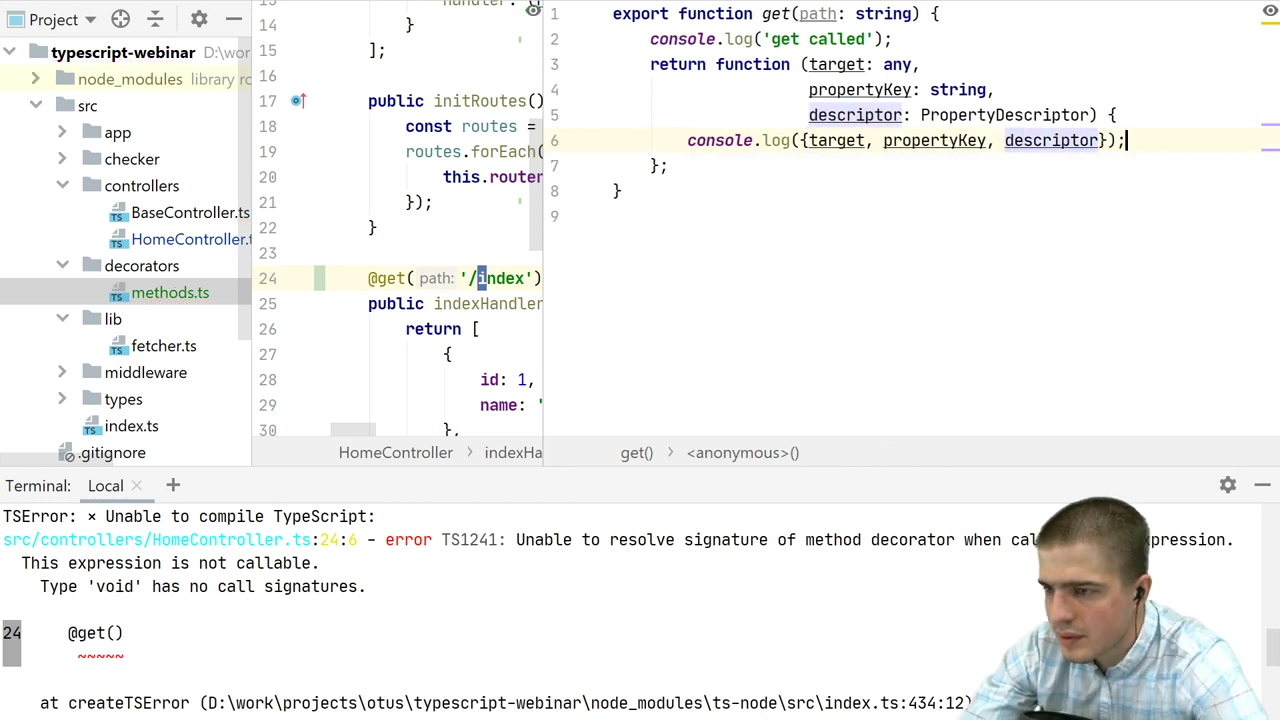 Project
typescript-webinar D:\wor
node_modules library ro
src
app
checker
controllers
BaseController.ts
HomeController.t
decorators
methods.ts
lib
fetcher.ts
middleware
types
index.ts
.gitignore
13 handler: {
14 }
15 ];
16
17 public initRoutes()
18 const routes =
19 routes.forEach(
20 this.router
21 });
22 }
23
24 @get( path: '/index')
25 public indexHandler
26 return [
27 {
28 id: 1,
29 name: '
30 },
HomeController > indexHa
1 export function get(path: string) {
2 console.log('get called');
3 return function (target: any,
4 propertyKey: string,
5 descriptor: PropertyDescriptor) {
6 console.log({target, propertyKey, descriptor});
7 };
8 }
9
get() > <anonymous>()
Terminal: Local × +
TSError: ⨯ Unable to compile TypeScript:
src/controllers/HomeController.ts:24:6 - error TS1241: Unable to resolve signature of method decorator when cal xpression.
This expression is not callable.
Type 'void' has no call signatures.
24 @get()
~~~~~
at createTSError (D:\work\projects\otus\typescript-webinar\node_modules\ts-node\src\index.ts:434:12)